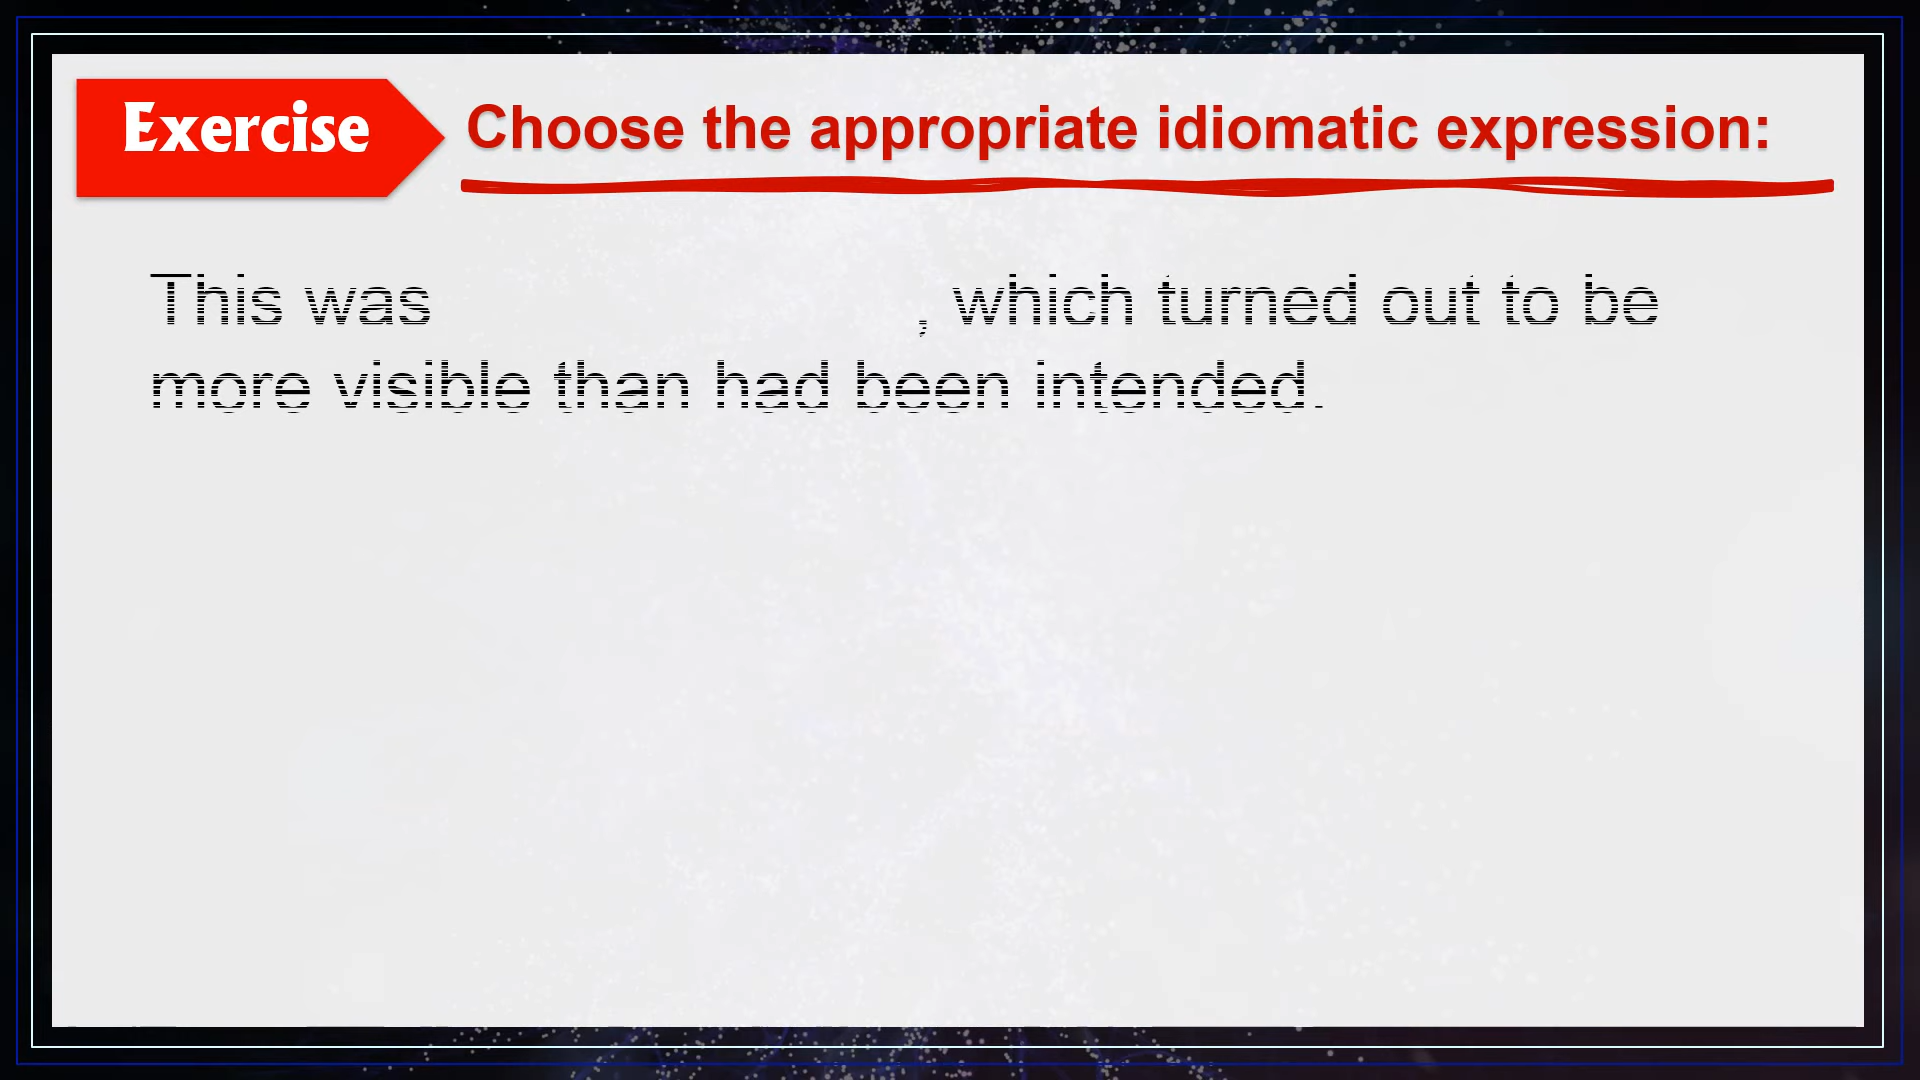 Exercise
Choose the appropriate idiomatic expression:
This was , which turned out to be
more visible than had been intended.